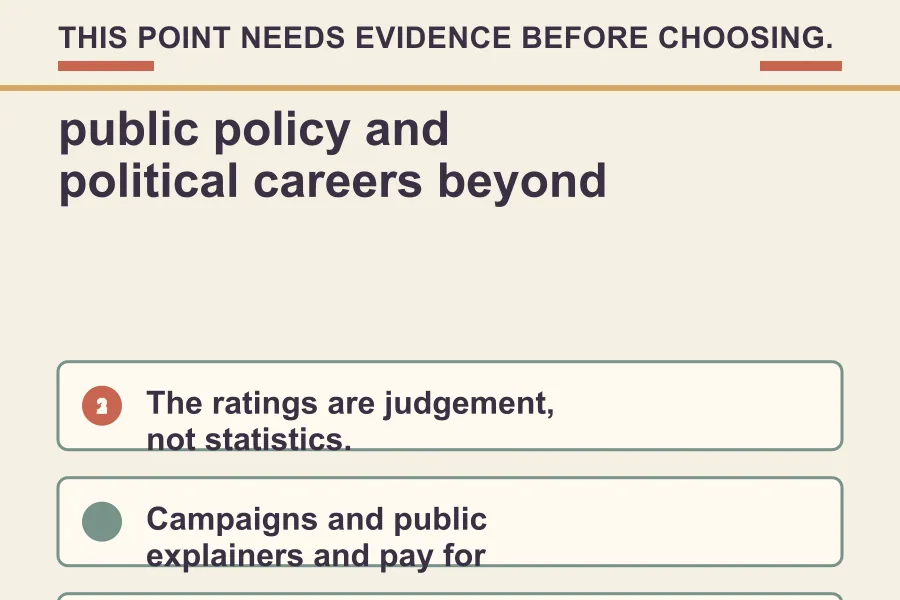 THIS POINT NEEDS EVIDENCE BEFORE CHOOSING.
public policy and
political careers beyond
The ratings are judgement,
not statistics.
Campaigns and public
explainers and pay for